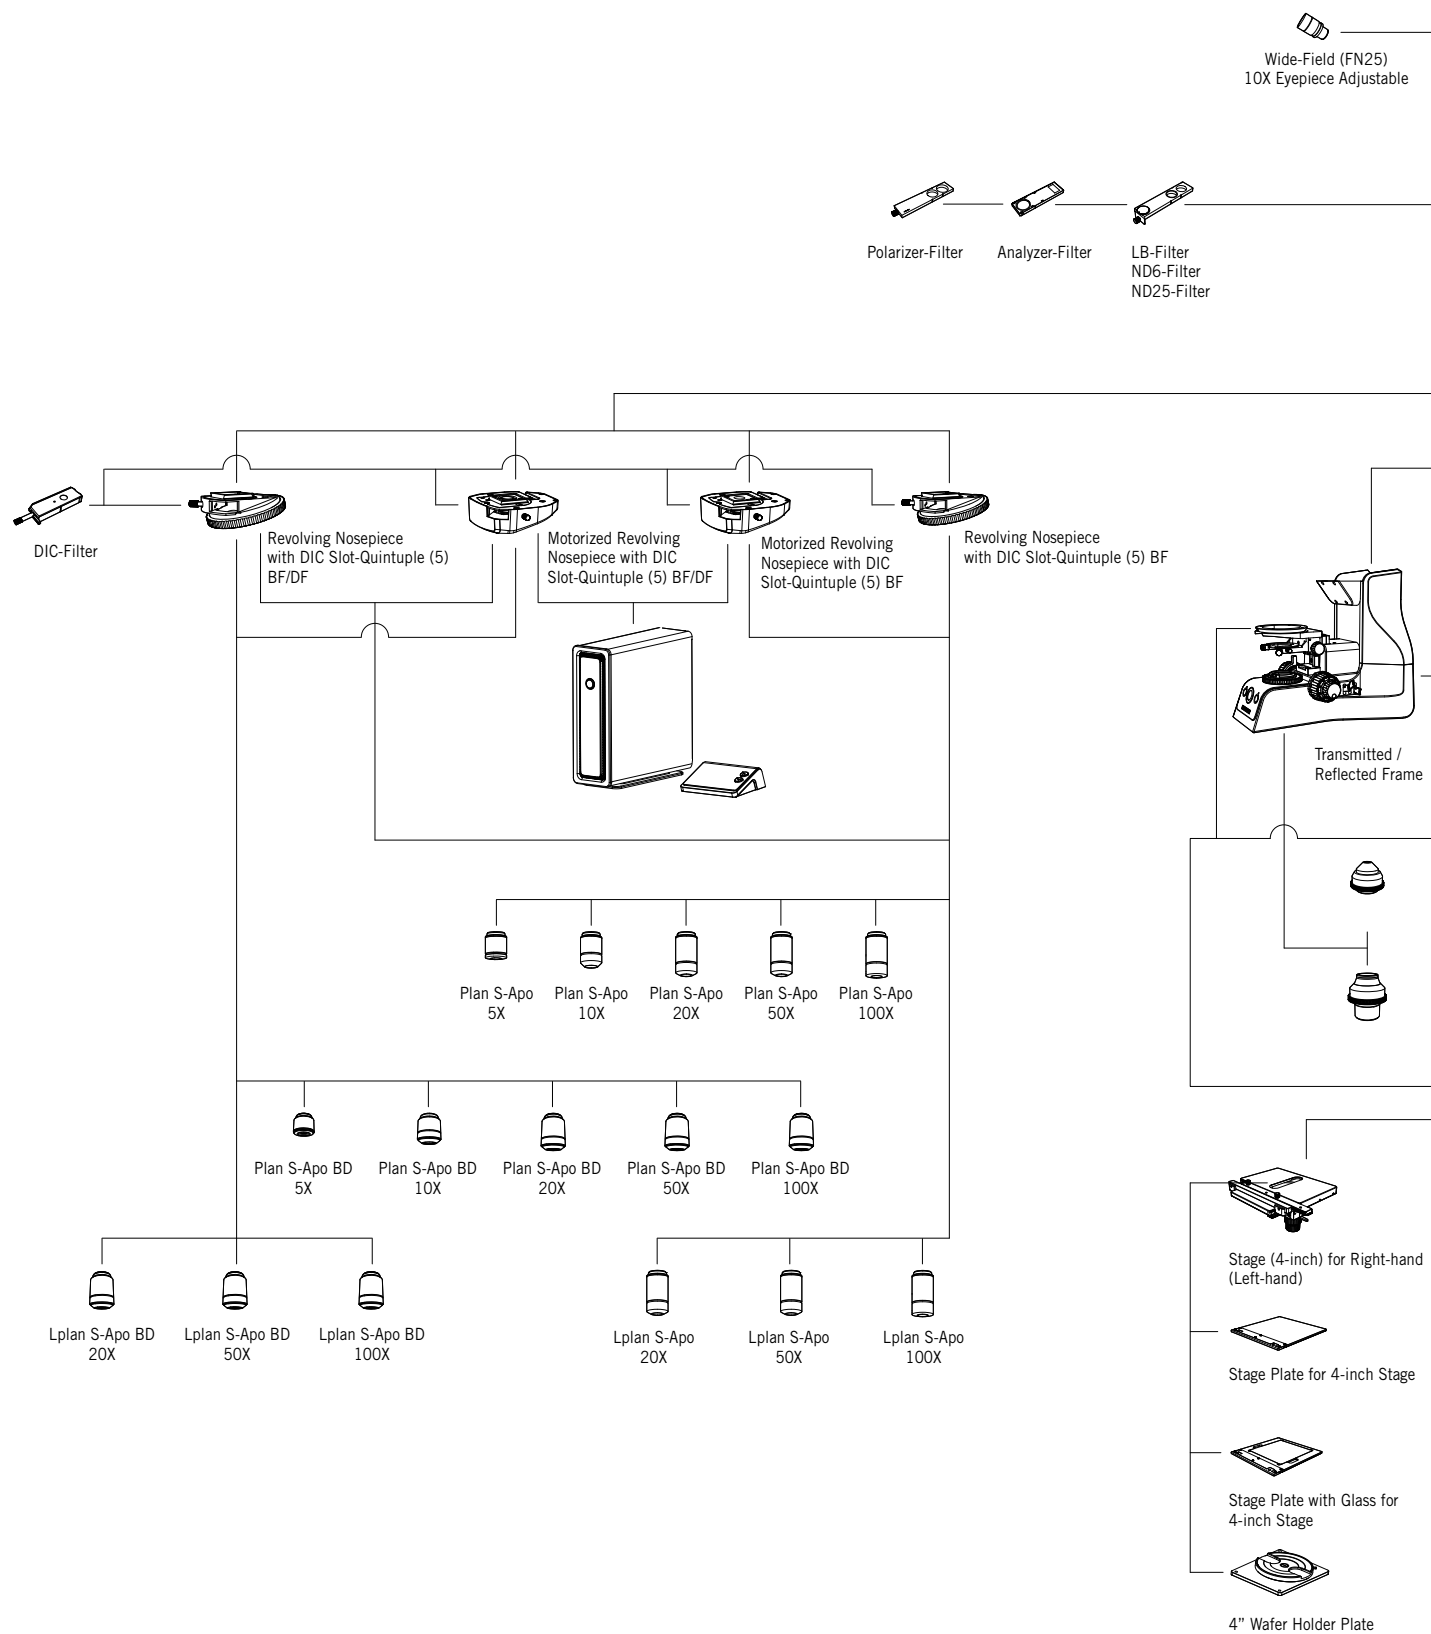 Wide-Field (FN25)
10X Eyepiece Adjustable
Polarizer-Filter
Analyzer-Filter
LB-Filter
ND6-Filter
ND25-Filter
DIC-Filter
Revolving Nosepiece
with DIC Slot-Quintuple (5)
BF/DF
Motorized Revolving
Nosepiece with DIC
Slot-Quintuple (5) BF/DF
Motorized Revolving
Nosepiece with DIC
Slot-Quintuple (5) BF
Revolving Nosepiece
with DIC Slot-Quintuple (5) BF
Transmitted /
Reflected Frame
Plan S-Apo
5X
Plan S-Apo
10X
Plan S-Apo
20X
Plan S-Apo
50X
Plan S-Apo
100X
Plan S-Apo BD
5X
Plan S-Apo BD
10X
Plan S-Apo BD
20X
Plan S-Apo BD
50X
Plan S-Apo BD
100X
Lplan S-Apo BD
20X
Lplan S-Apo BD
50X
Lplan S-Apo BD
100X
Lplan S-Apo
20X
Lplan S-Apo
50X
Lplan S-Apo
100X
Stage (4-inch) for Right-hand
(Left-hand)
Stage Plate for 4-inch Stage
Stage Plate with Glass for
4-inch Stage
4” Wafer Holder Plate